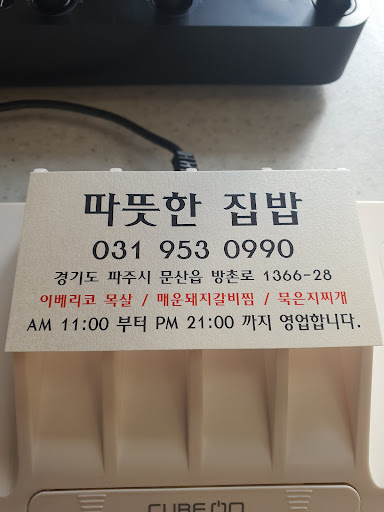 따뜻한 집밥
031 953 0990
경기도 파주시 문산읍 방촌로 1366-28
이베리코 목살 / 매운돼지갈비찜 / 묵은지찌개
AM 11:00 부터 PM 21:00 까지 영업합니다.
CUBEON